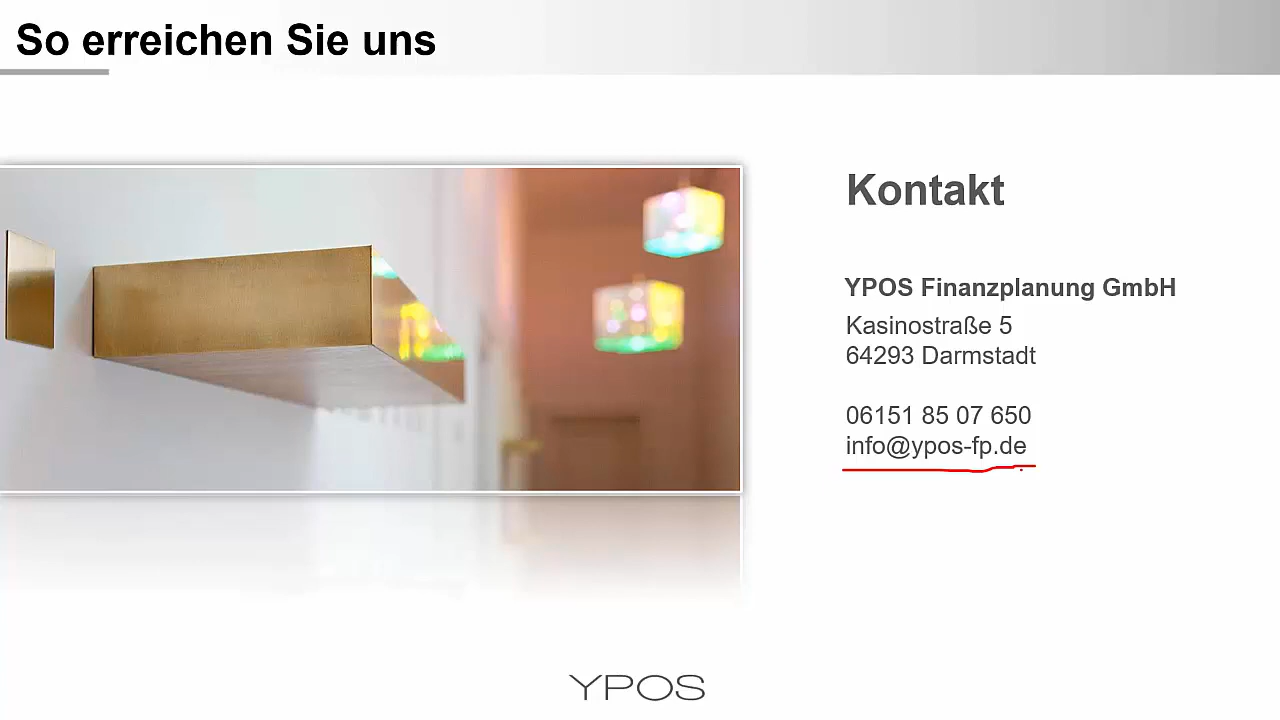 So erreichen Sie uns
Kontakt
YPOS Finanzplanung GmbH
Kasinostraße 5
64293 Darmstadt
06151 85 07 650
info@ypos-fp.de
YPOS